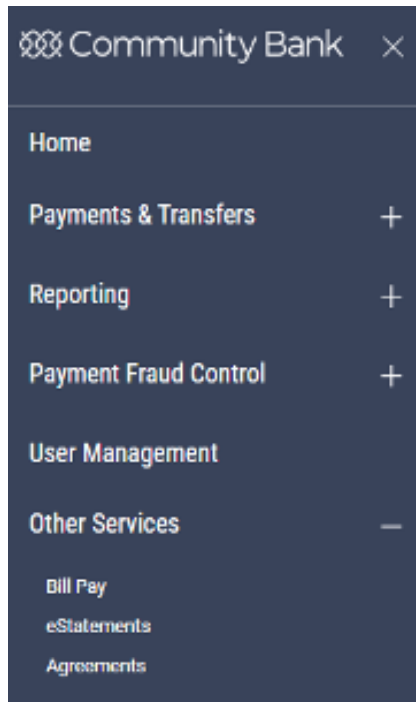 Community Bank
Home
Payments & Transfers
Reporting
Payment Fraud Control
User Management
Other Services
Bill Pay
eStatements
Agreements